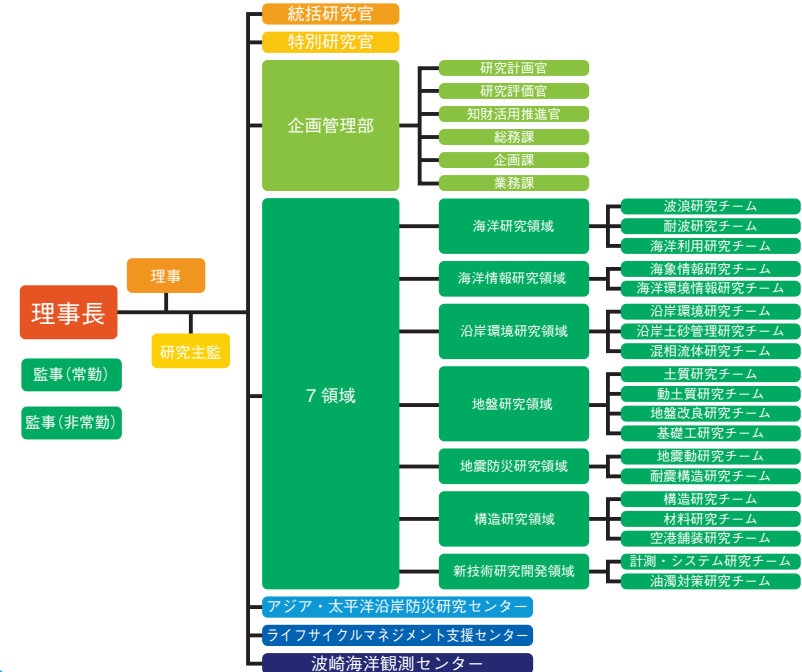 統括研究官
特別研究官
企画管理部
研究計画官
研究評価官
知財活用推進官
総務課
企画課
業務課
理事長
理事
研究主監
監事(常勤)
監事(非常勤)
7領域
海洋研究領域
波浪研究チーム
耐波研究チーム
海洋利用研究チーム
海洋情報研究領域
海象情報研究チーム
海洋環境情報研究チーム
沿岸環境研究領域
沿岸環境研究チーム
沿岸土砂管理研究チーム
混相流体研究チーム
地盤研究領域
土質研究チーム
動土質研究チーム
地盤改良研究チーム
基礎工研究チーム
地震防災研究領域
地震動研究チーム
耐震構造研究チーム
構造研究領域
構造研究チーム
材料研究チーム
空港舗装研究チーム
新技術研究開発領域
計測・システム研究チーム
油濁対策研究チーム
アジア・太平洋沿岸防災研究センター
ライフサイクルマネジメント支援センター
波崎海洋観測センター